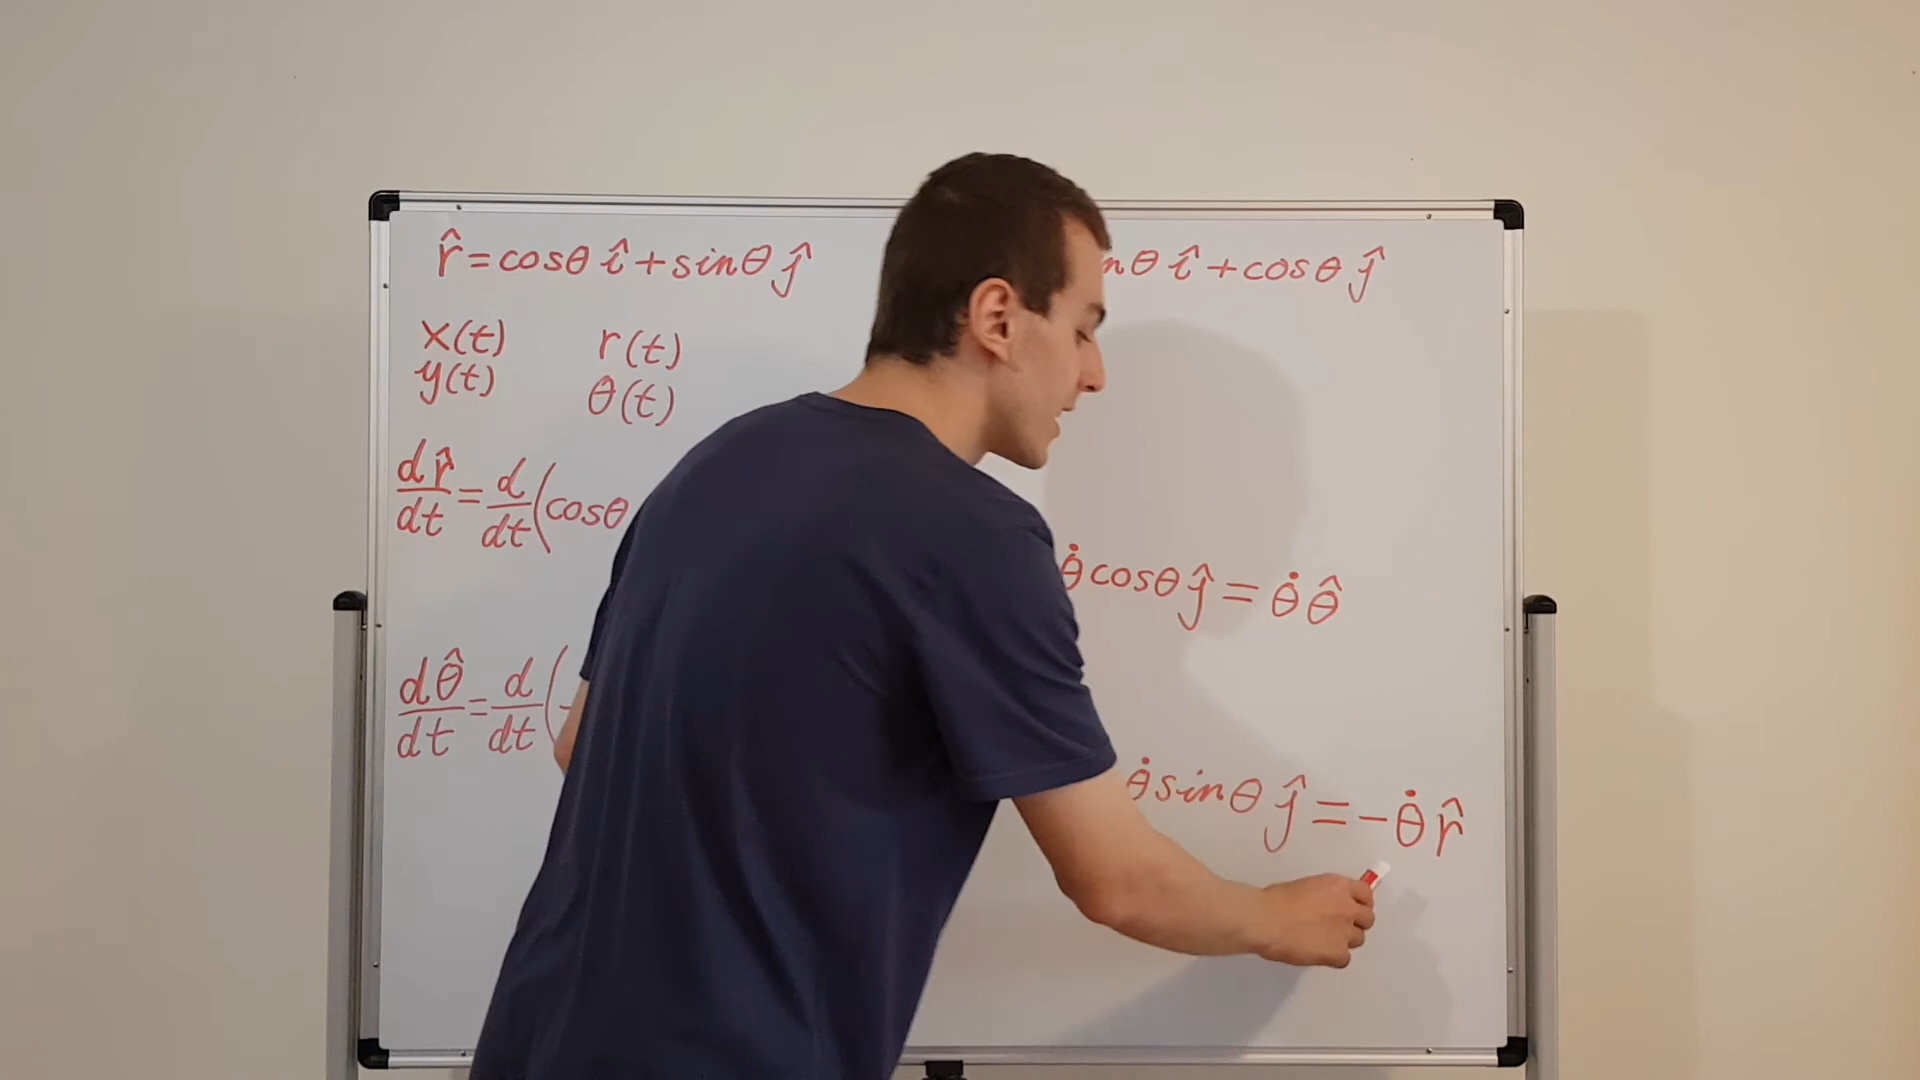 r̂ = cosθ î + sinθ ĵ
nθ î + cosθ ĵ
x(t) r(t)
y(t) θ(t)
dr̂/dt = d/dt(cosθ
θ̇cosθ ĵ = θ̇ θ̂
dθ̂/dt = d/dt(-
θ̇sinθ ĵ = -θ̇ r̂